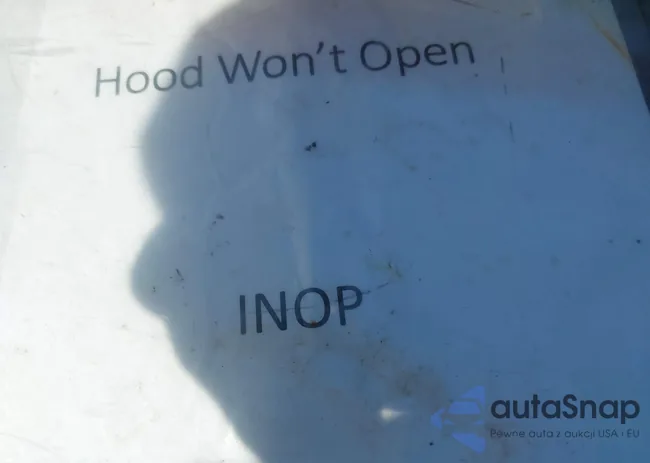 Hood Won't Open
INOP
autaSnap
Pewne auta z aukcji USA i EU